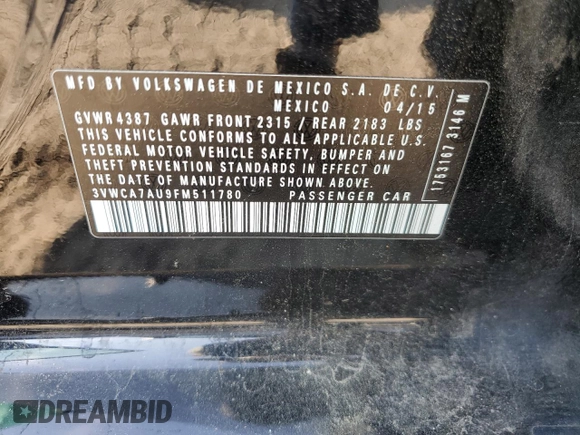 MFD BY VOLKSWAGEN DE MEXICO S.A. DE C.V.
MEXICO 04/15
GVWR 4387 GAWR FRONT 2315 / REAR 2183 LBS
THIS VEHICLE CONFORMS TO ALL APPLICABLE U.S.
FEDERAL MOTOR VEHICLE SAFETY, BUMPER AND
THEFT PREVENTION STANDARDS IN EFFECT ON
THE DATE OF MANUFACTURE SHOWN ABOVE.
3VWCA7AU9FM511780 PASSENGER CAR
1763167 3146 M
DREAMBID